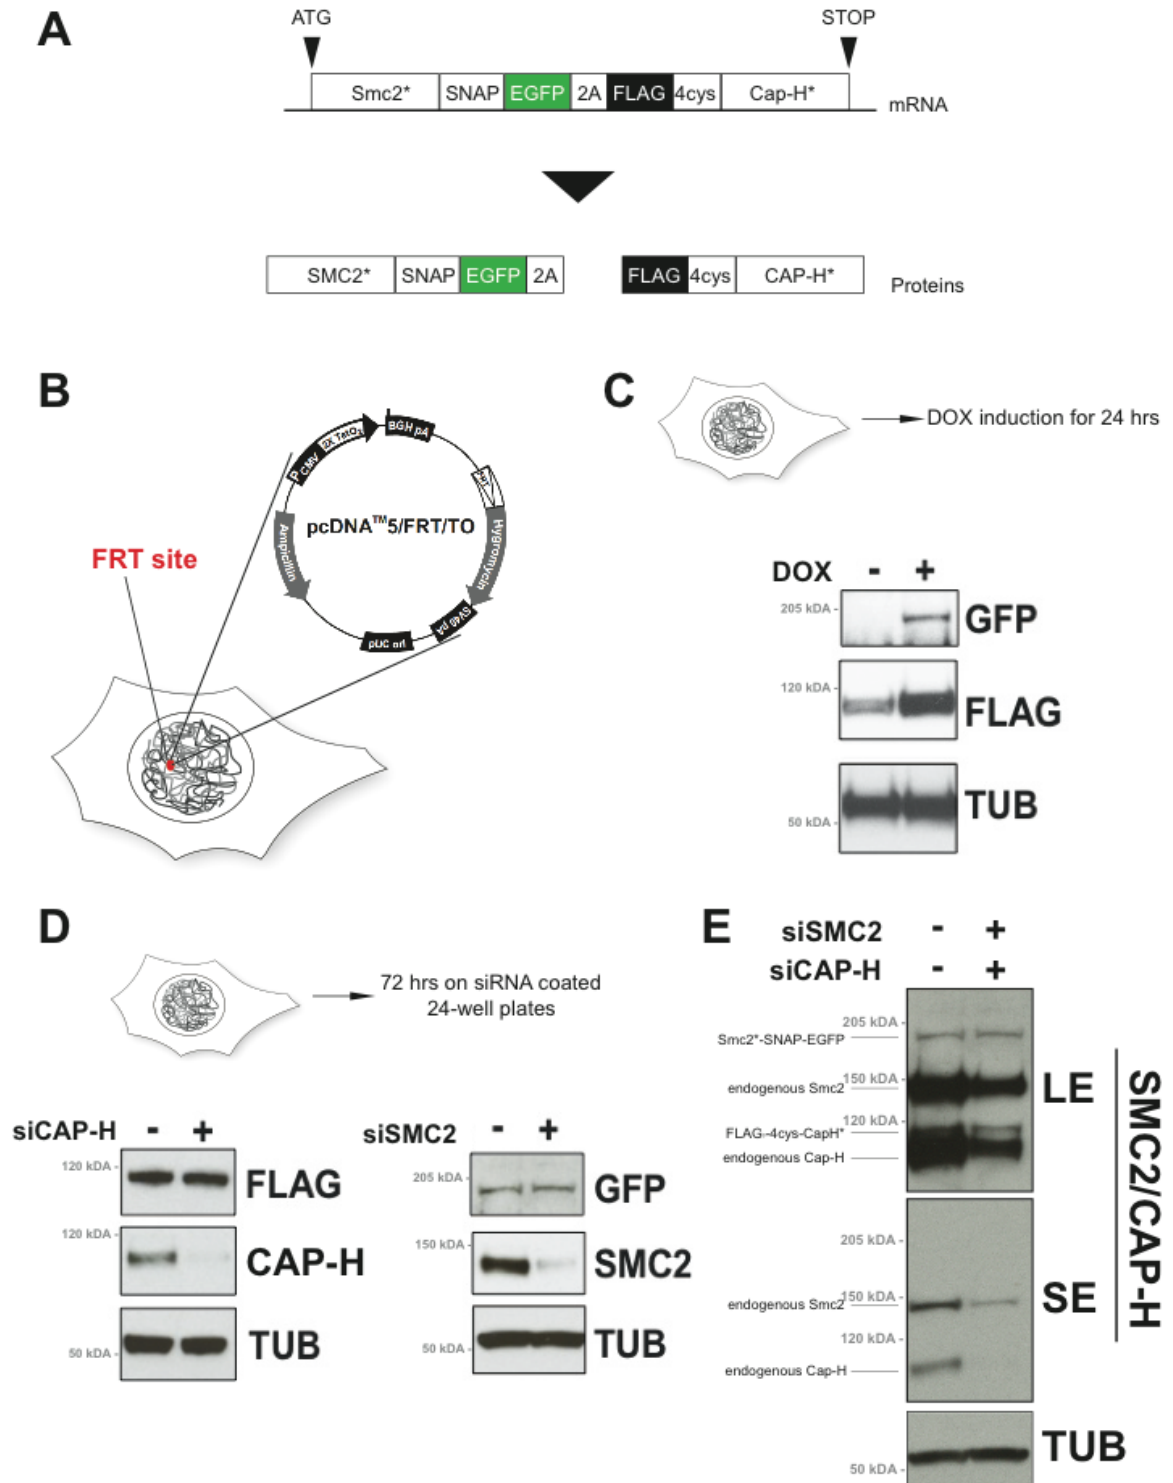 A
ATG STOP
Smc2* SNAP EGFP 2A FLAG 4cys Cap-H*
mRNA
SMC2* SNAP EGFP 2A FLAG 4cys CAP-H*
Proteins
B
PCMV 2X TetO2 BGH pA
FRT
Hygromycin
SV40 pA
pUC ori
Ampicillin
pcDNA™5/FRT/TO
FRT site
C
DOX induction for 24 hrs
DOX - +
205 kDA - GFP
120 kDA - FLAG
TUB
50 kDA -
D
72 hrs on siRNA coated
24-well plates
siCAP-H - +
120 kDA - FLAG
120 kDA - CAP-H
TUB
50 kDA -
siSMC2 - +
205 kDA - GFP
150 kDA - SMC2
TUB
50 kDA -
E
siSMC2 - +
siCAP-H - +
205 kDA -
Smc2*-SNAP-EGFP
150 kDA -
endogenous Smc2
LE
120 kDA -
FLAG-4cys-CapH*
endogenous Cap-H
205 kDA -
150 kDA -
endogenous Smc2
SE
120 kDA -
endogenous Cap-H
SMC2/CAP-H
TUB
50 kDA -